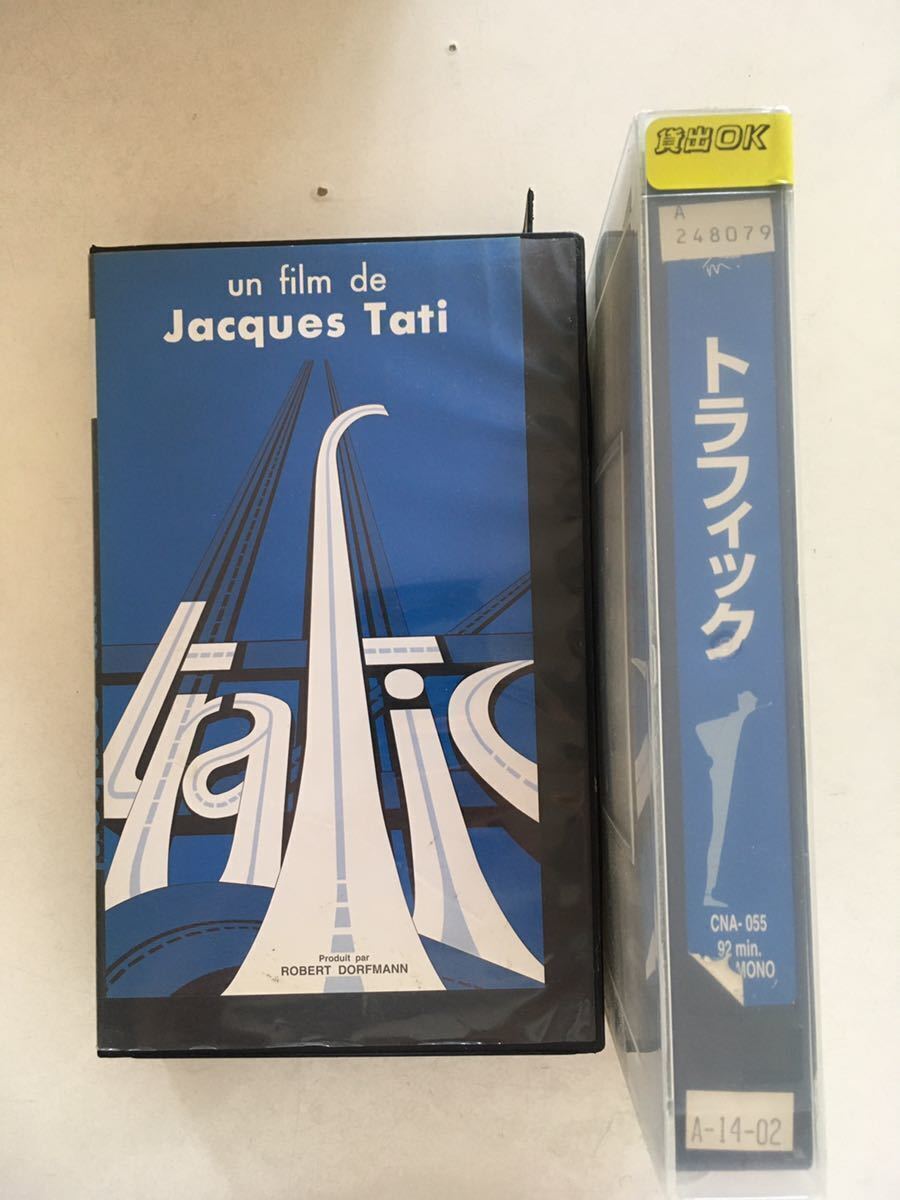 un film de
Jacques Tati
trafic
Produit par
ROBERT DORFMANN
貸出OK
A
248079
トラフィック
CNA-055
92 min.
MONO
A-14-02